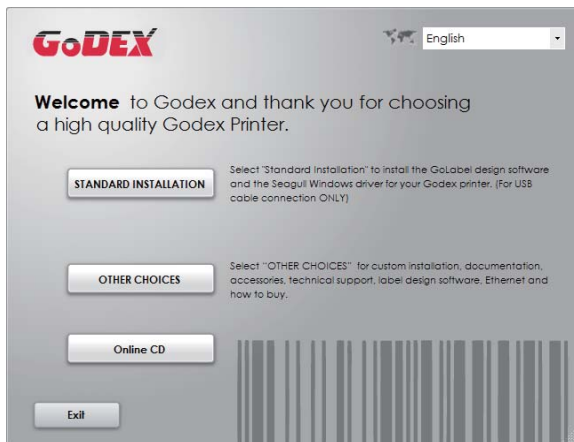 GoDEX
English
Welcome to Godex and thank you for choosing
a high quality Godex Printer.
STANDARD INSTALLATION
Select "Standard Installation" to install the GoLabel design software
and the Seagull Windows driver for your Godex printer. (For USB
cable connection ONLY)
OTHER CHOICES
Select "OTHER CHOICES" for custom installation, documentation,
accessories, technical support, label design software, Ethernet and
how to buy.
Online CD
Exit